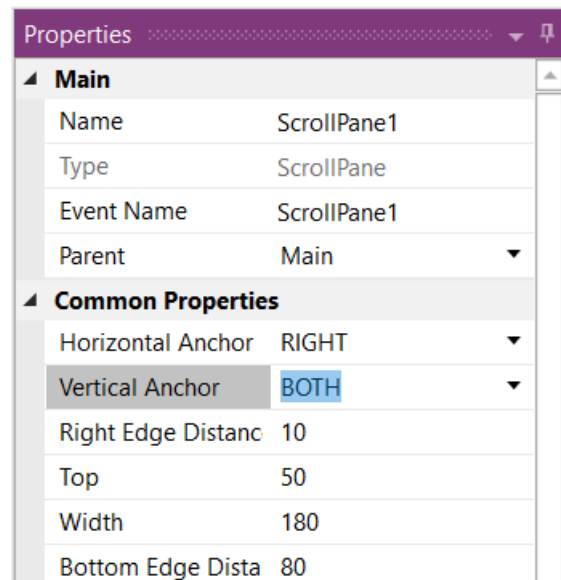 Properties
Main
Name ScrollPane1
Type ScrollPane
Event Name ScrollPane1
Parent Main
Common Properties
Horizontal Anchor RIGHT
Vertical Anchor BOTH
Right Edge Distanc 10
Top 50
Width 180
Bottom Edge Dista 80